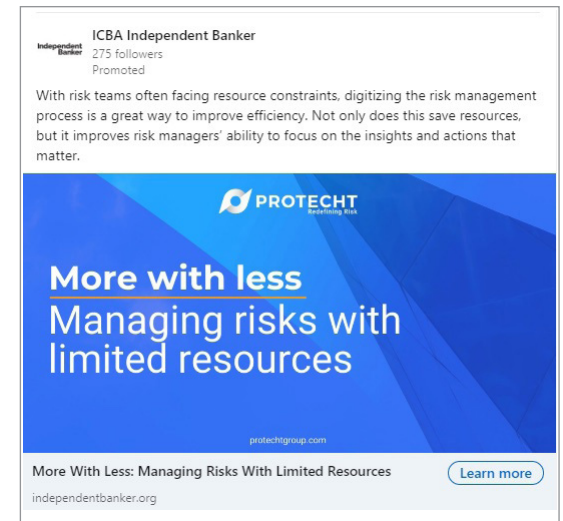 Independent
Banker
ICBA Independent Banker
275 followers
Promoted
With risk teams often facing resource constraints, digitizing the risk management
process is a great way to improve efficiency. Not only does this save resources,
but it improves risk managers' ability to focus on the insights and actions that
matter.
PROTECHT
Redefining Risk
More with less
Managing risks with
limited resources
protechtgroup.com
More With Less: Managing Risks With Limited Resources
Learn more
independentbanker.org